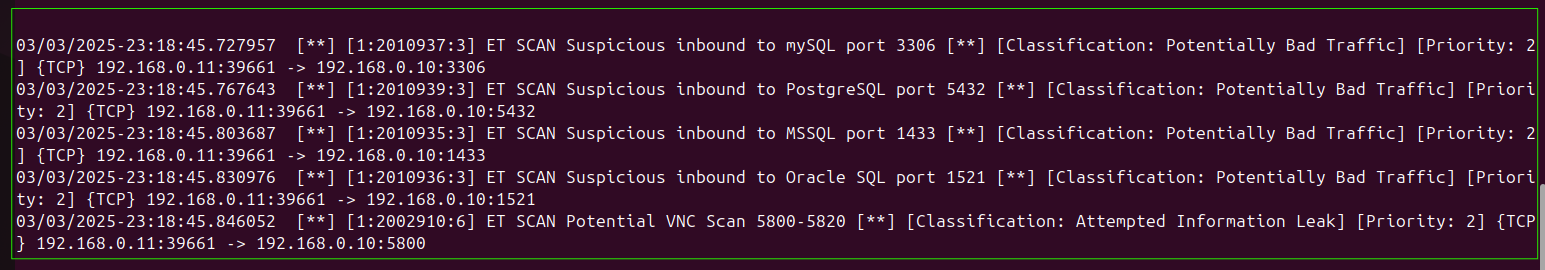 03/03/2025-23:18:45.727957  [**] [1:2010937:3] ET SCAN Suspicious inbound to mySQL port 3306 [**] [Classification: Potentially Bad Traffic] [Priority: 2
] {TCP} 192.168.0.11:39661 -> 192.168.0.10:3306
03/03/2025-23:18:45.767643  [**] [1:2010939:3] ET SCAN Suspicious inbound to PostgreSQL port 5432 [**] [Classification: Potentially Bad Traffic] [Priori
ty: 2] {TCP} 192.168.0.11:39661 -> 192.168.0.10:5432
03/03/2025-23:18:45.803687  [**] [1:2010935:3] ET SCAN Suspicious inbound to MSSQL port 1433 [**] [Classification: Potentially Bad Traffic] [Priority: 2
] {TCP} 192.168.0.11:39661 -> 192.168.0.10:1433
03/03/2025-23:18:45.830976  [**] [1:2010936:3] ET SCAN Suspicious inbound to Oracle SQL port 1521 [**] [Classification: Potentially Bad Traffic] [Priori
ty: 2] {TCP} 192.168.0.11:39661 -> 192.168.0.10:1521
03/03/2025-23:18:45.846052  [**] [1:2002910:6] ET SCAN Potential VNC Scan 5800-5820 [**] [Classification: Attempted Information Leak] [Priority: 2] {TCP
} 192.168.0.11:39661 -> 192.168.0.10:5800